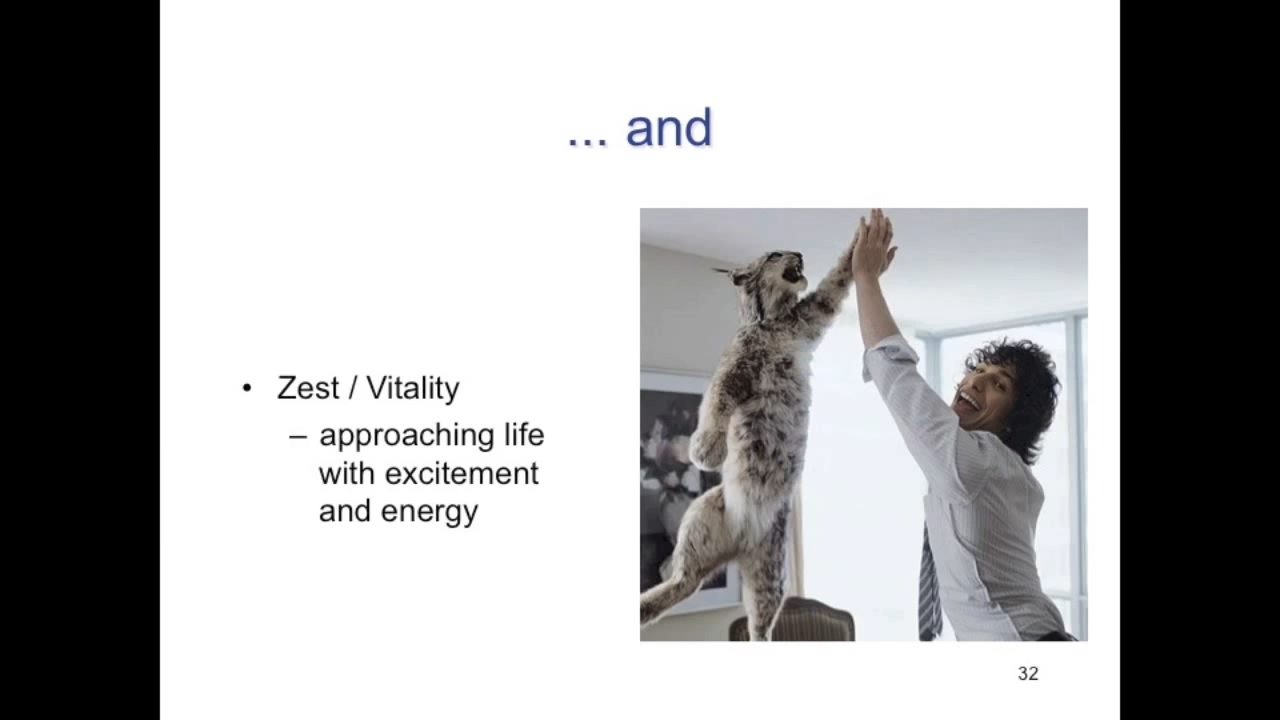 ... and
• Zest / Vitality
– approaching life
with excitement
and energy
32